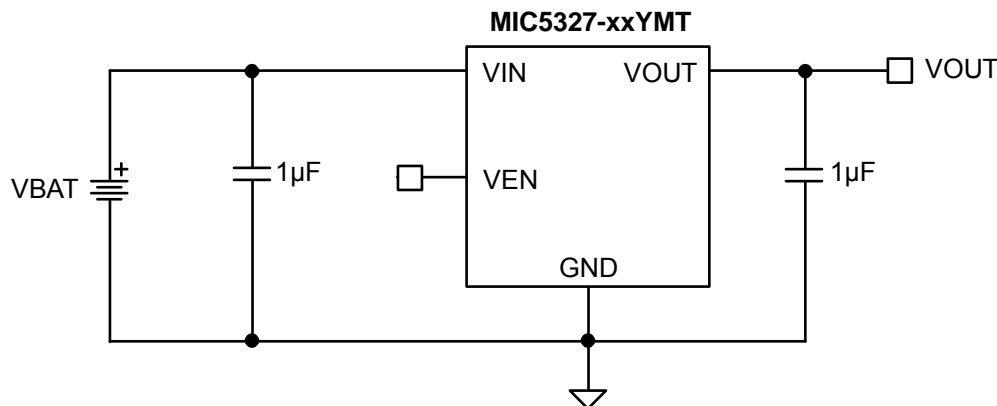 MIC5327-xxYMT
VIN
VOUT
VOUT
VBAT
+
1µF
VEN
1µF
GND